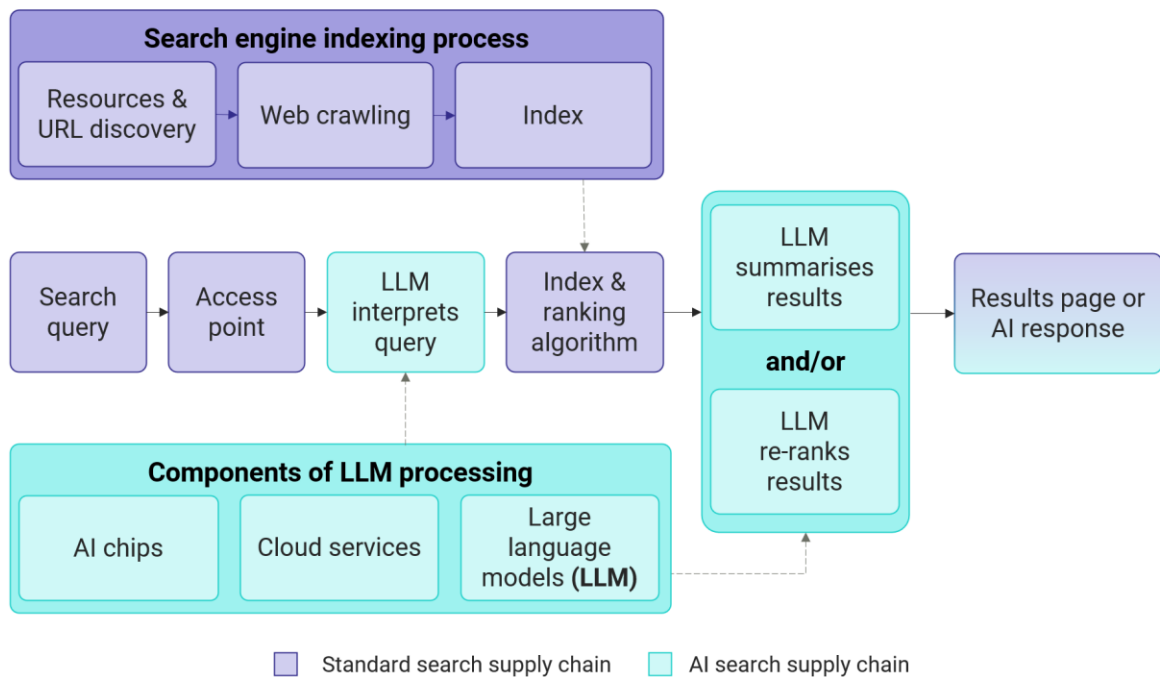 Search engine indexing process
Resources &
URL discovery
Web crawling
Index
Search
query
Access
point
LLM
interprets
query
Index &
ranking
algorithm
LLM
summarises
results
and/or
LLM
re-ranks
results
Results page or
AI response
Components of LLM processing
AI chips
Cloud services
Large
language
models (LLM)
Standard search supply chain
AI search supply chain